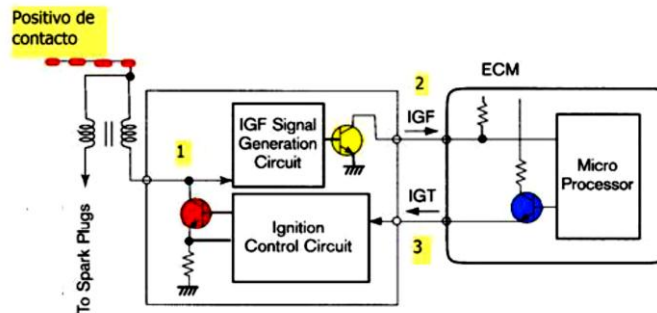 Positivo de
contacto
2
ECM
IGF Signal
Generation
Circuit
IGF
1
Micro
Processor
IGT
Ignition
Control Circuit
3
To Spark Plugs